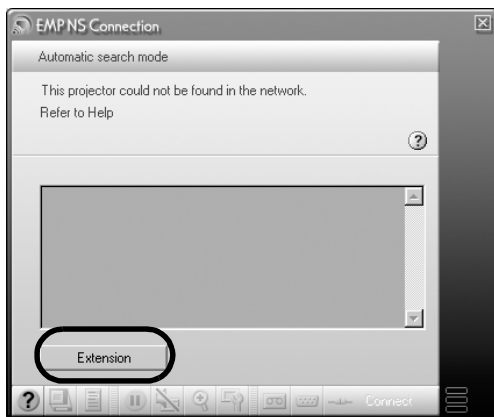 EMP NS Connection
Automatic search mode
This projector could not be found in the network.
Refer to Help
Extension
Connect